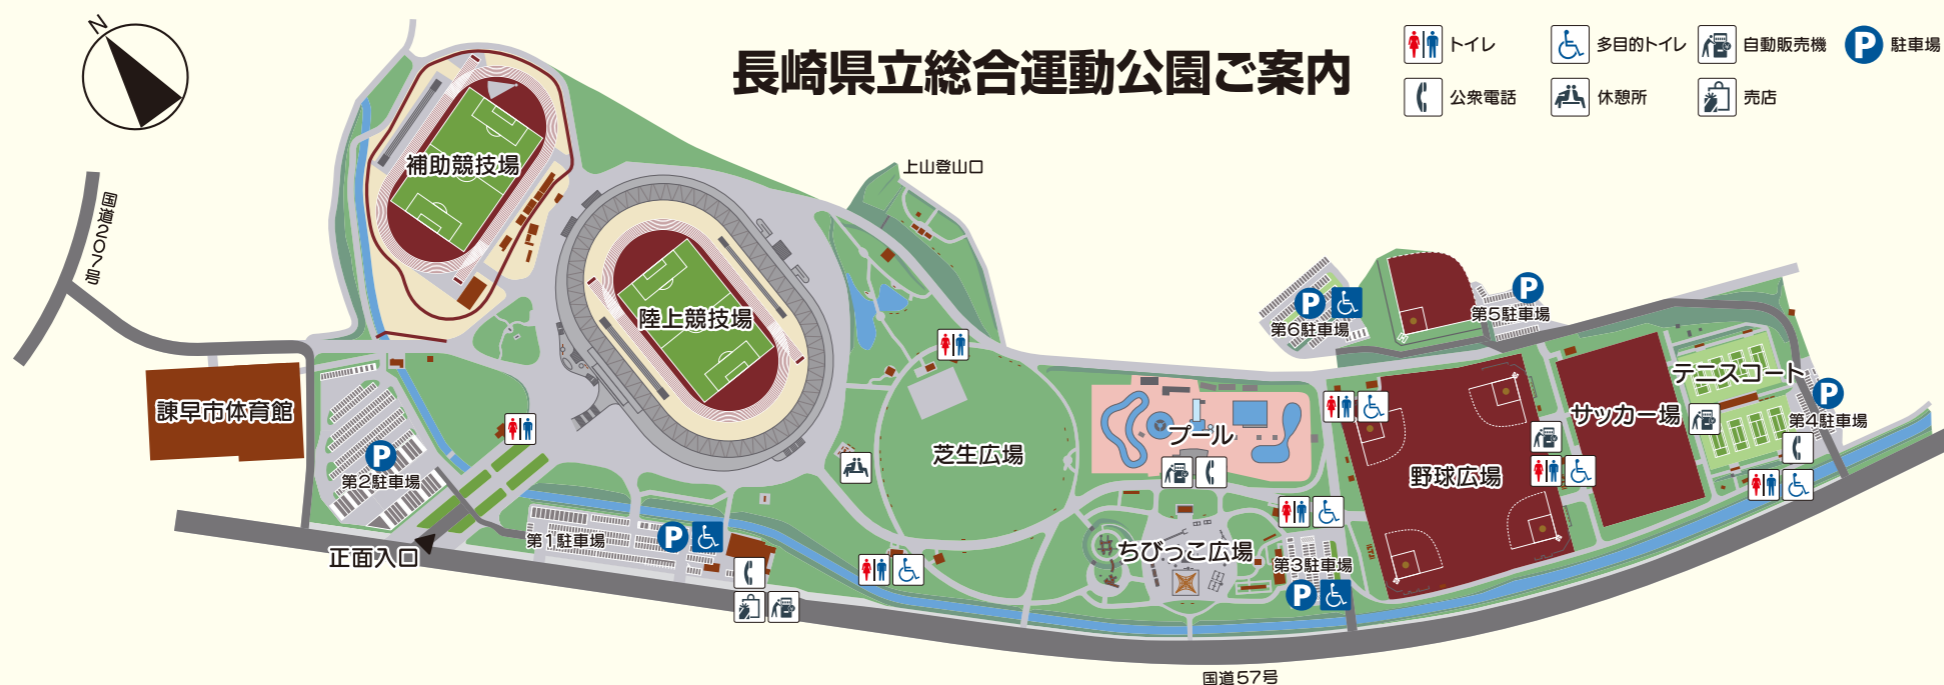 N
長崎県立総合運動公園ご案内
トイレ
多目的トイレ
自動販売機
P 駐車場
公衆電話
休憩所
売店
国道207号
補助競技場
上山登山口
陸上競技場
諫早市体育館
P
第2駐車場
正面入口
第1駐車場
P
芝生広場
プール
ちびっこ広場
第3駐車場
P
P
第6駐車場
P
第5駐車場
野球広場
サッカー場
テニスコート
P
第4駐車場
国道57号